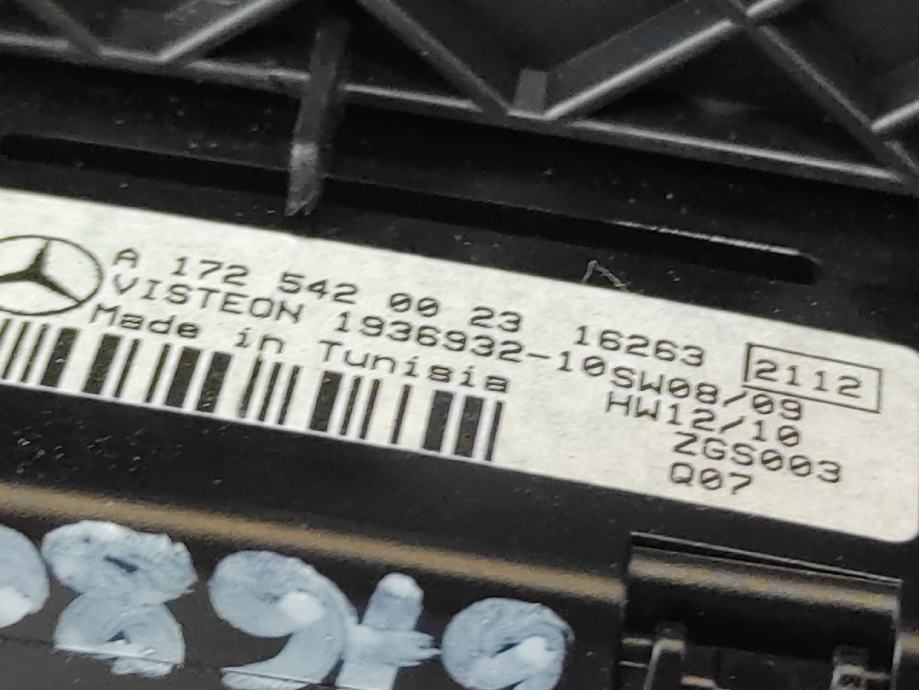 A 172 542 00 23 16263 2112
VISTEON 1936932-10 SW08/09
Made in Tunisia HW12/10
ZGS003
Q07